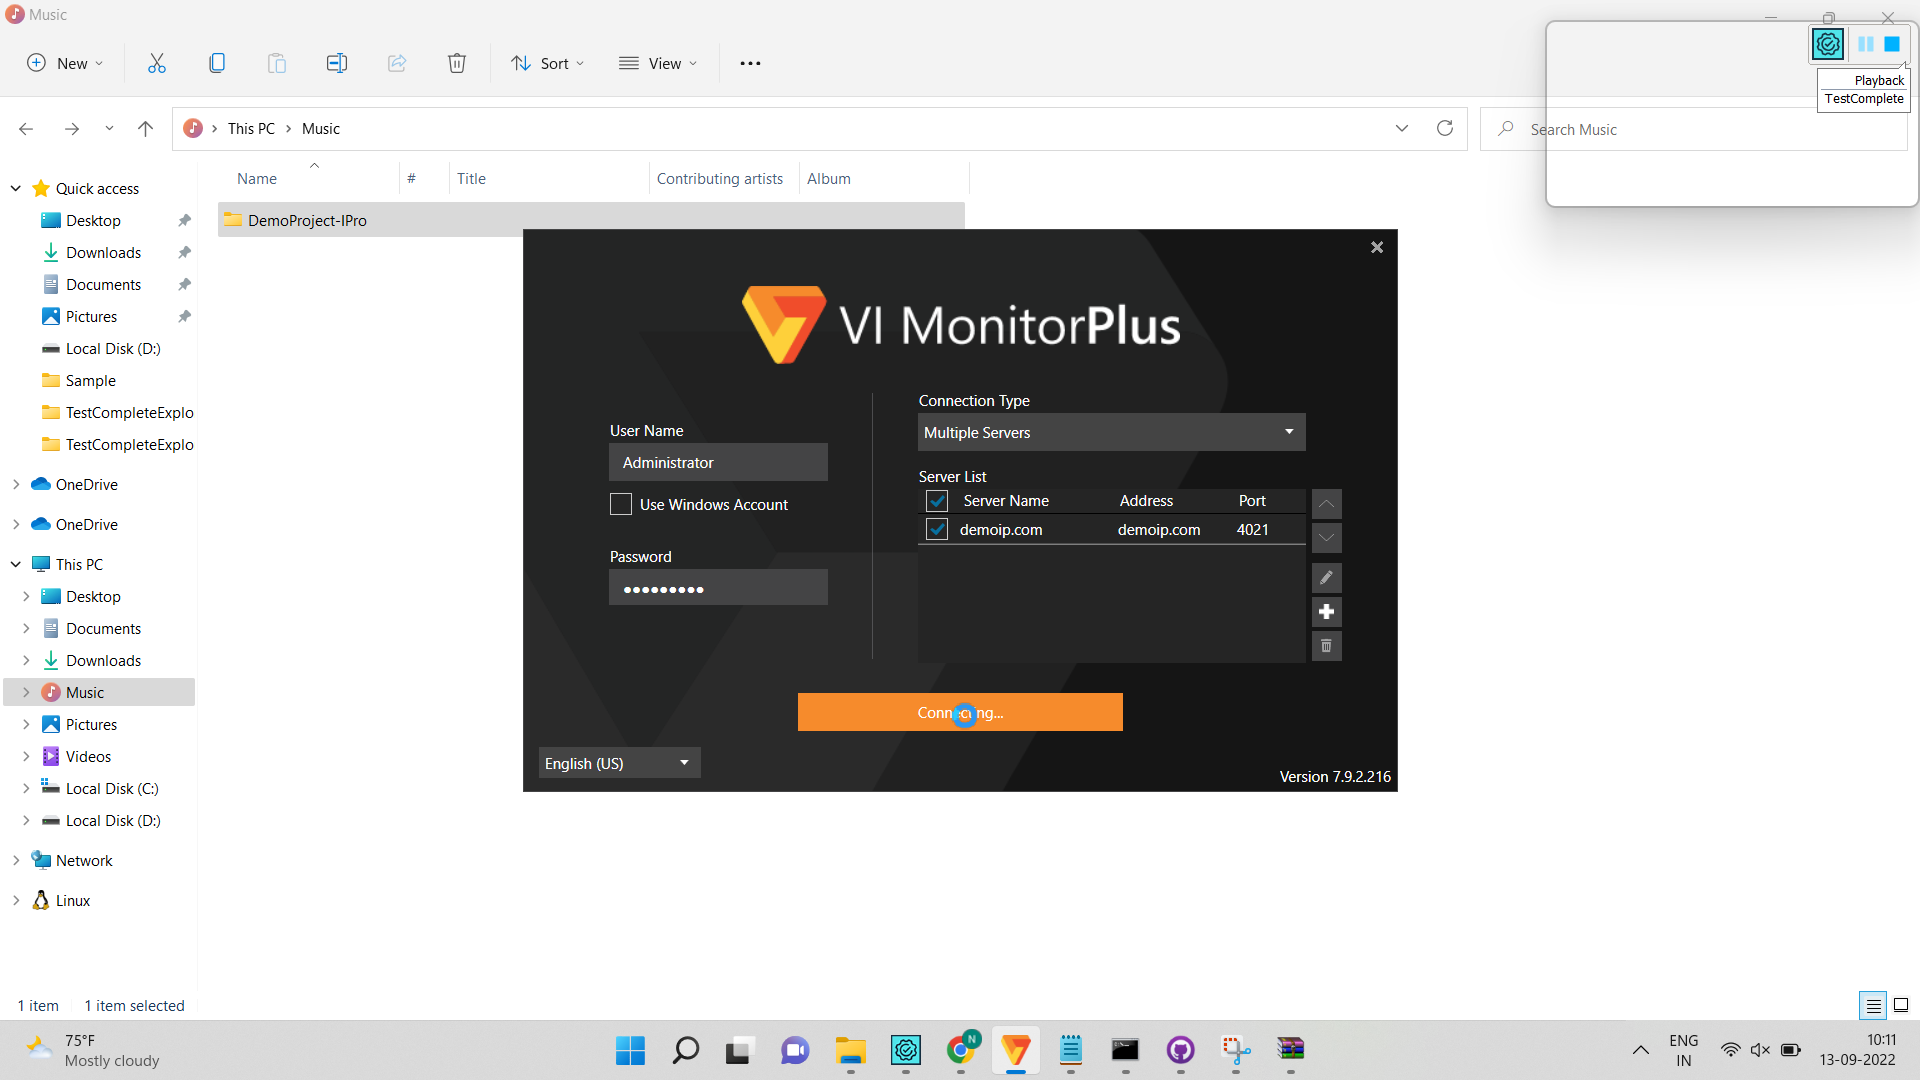 Music
New
Sort
View
Playback
TestComplete
This PC
Music
Search Music
Name
#
Title
Contributing artists
Album
Quick access
Desktop
Downloads
Documents
Pictures
Local Disk (D:)
Sample
TestCompleteExplo
TestCompleteExplo
OneDrive
OneDrive
This PC
Desktop
Documents
Downloads
Music
Pictures
Videos
Local Disk (C:)
Local Disk (D:)
Network
Linux
DemoProject-IPro
VI MonitorPlus
User Name
Administrator
Use Windows Account
Password
Connection Type
Multiple Servers
Server List
Server Name Address Port
demoip.com demoip.com 4021
Connecting...
English (US)
Version 7.9.2.216
1 item 1 item selected
75°F
Mostly cloudy
N
ENG
IN
10:11
13-09-2022